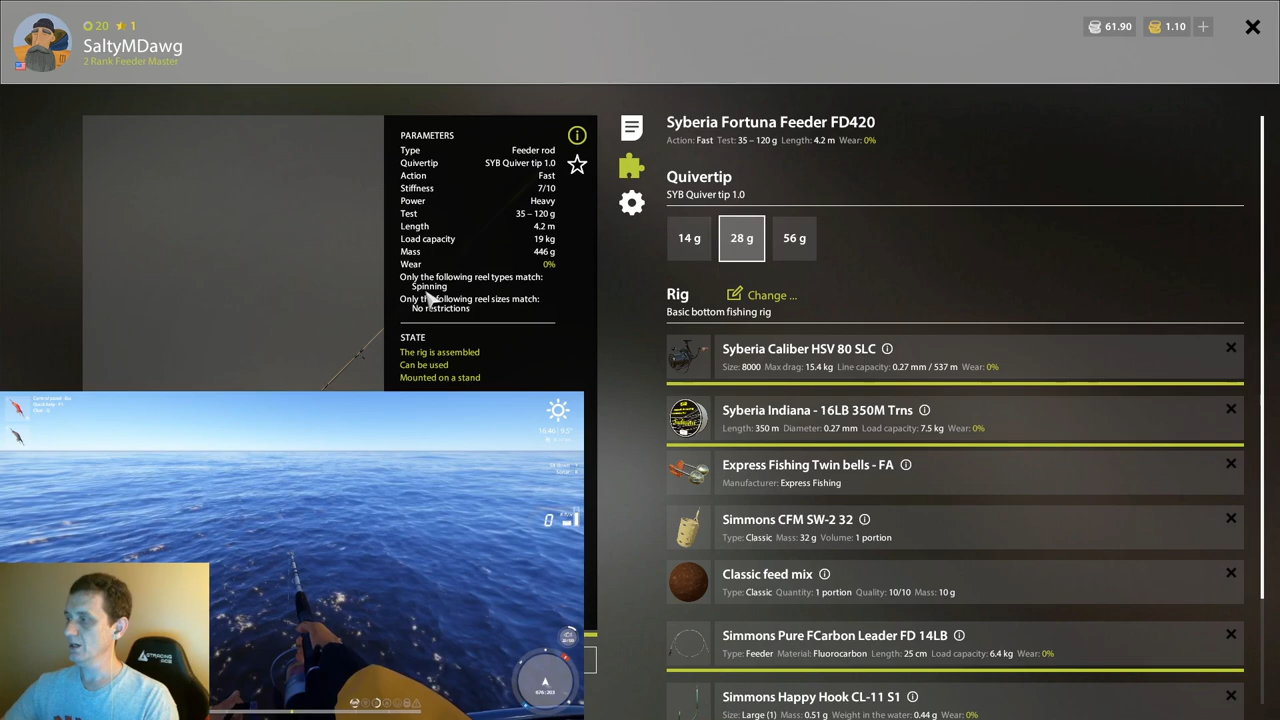 20 1
SaltyMDawg
2 Rank Feeder Master
61.90
1.10
PARAMETERS
Type Feeder rod
Quivertip SYB Quiver tip 1.0
Action Fast
Stiffness 7/10
Power Heavy
Test 35 – 120 g
Length 4.2 m
Load capacity 19 kg
Mass 446 g
Wear 0%
Only the following reel types match:
Spinning
Only the following reel sizes match:
No restrictions
STATE
The rig is assembled
Can be used
Mounted on a stand
Syberia Fortuna Feeder FD420
Action: Fast Test: 35 – 120 g Length: 4.2 m Wear: 0%
Quivertip
SYB Quiver tip 1.0
14 g
28 g
56 g
Rig Change ...
Basic bottom fishing rig
Syberia Caliber HSV 80 SLC
Size: 8000 Max drag: 15.4 kg Line capacity: 0.27 mm / 537 m Wear: 0%
Syberia Indiana - 16LB 350M Trns
Length: 350 m Diameter: 0.27 mm Load capacity: 7.5 kg Wear: 0%
Express Fishing Twin bells - FA
Manufacturer: Express Fishing
Simmons CFM SW-2 32
Type: Classic Mass: 32 g Volume: 1 portion
Classic feed mix
Type: Classic Quantity: 1 portion Quality: 10/10 Mass: 10 g
Simmons Pure FCarbon Leader FD 14LB
Type: Feeder Material: Fluorocarbon Length: 25 cm Load capacity: 6.4 kg Wear: 0%
Simmons Happy Hook CL-11 S1
Size: Large (1) Mass: 0.51 g Weight in the water: 0.44 g Wear: 0%
0